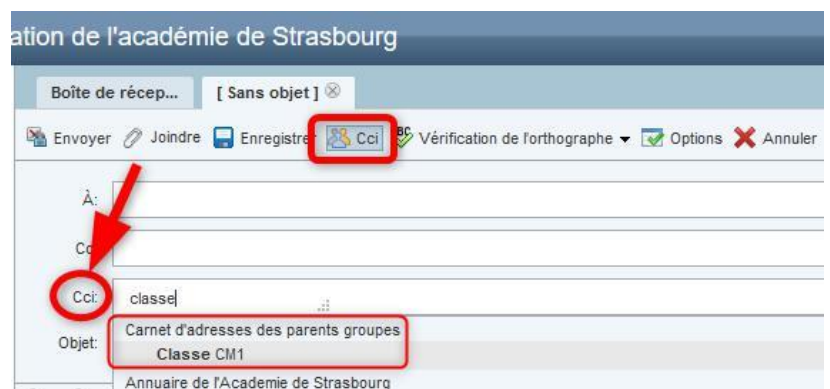 ation de l'académie de Strasbourg
Boîte de récep... [ Sans objet ]
Envoyer Joindre Enregistrer Cci Vérification de l'orthographe Options Annuler
À:
Cc
Cci: classe
Carnet d'adresses des parents groupes
Objet:
Classe CM1
Annuaire de l'Academie de Strasbourg